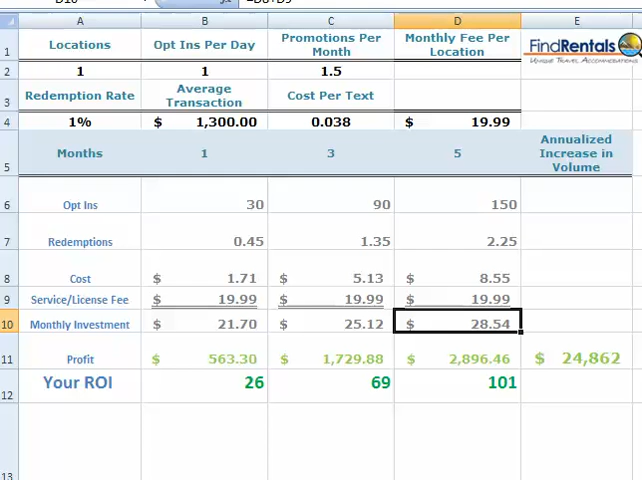 =D8+D9
A B C D E
1 Locations Opt Ins Per Day Promotions Per Month Monthly Fee Per Location FindRentals Unique Travel Accommodations
2 1 1 1.5
3 Redemption Rate Average Transaction Cost Per Text
4 1% $ 1,300.00 0.038 $ 19.99
5 Months 1 3 5 Annualized Increase in Volume
6 Opt Ins 30 90 150
7 Redemptions 0.45 1.35 2.25
8 Cost $ 1.71 $ 5.13 $ 8.55
9 Service/License Fee $ 19.99 $ 19.99 $ 19.99
10 Monthly Investment $ 21.70 $ 25.12 $ 28.54
11 Profit $ 563.30 $ 1,729.88 $ 2,896.46 $ 24,862
12 Your ROI 26 69 101
13